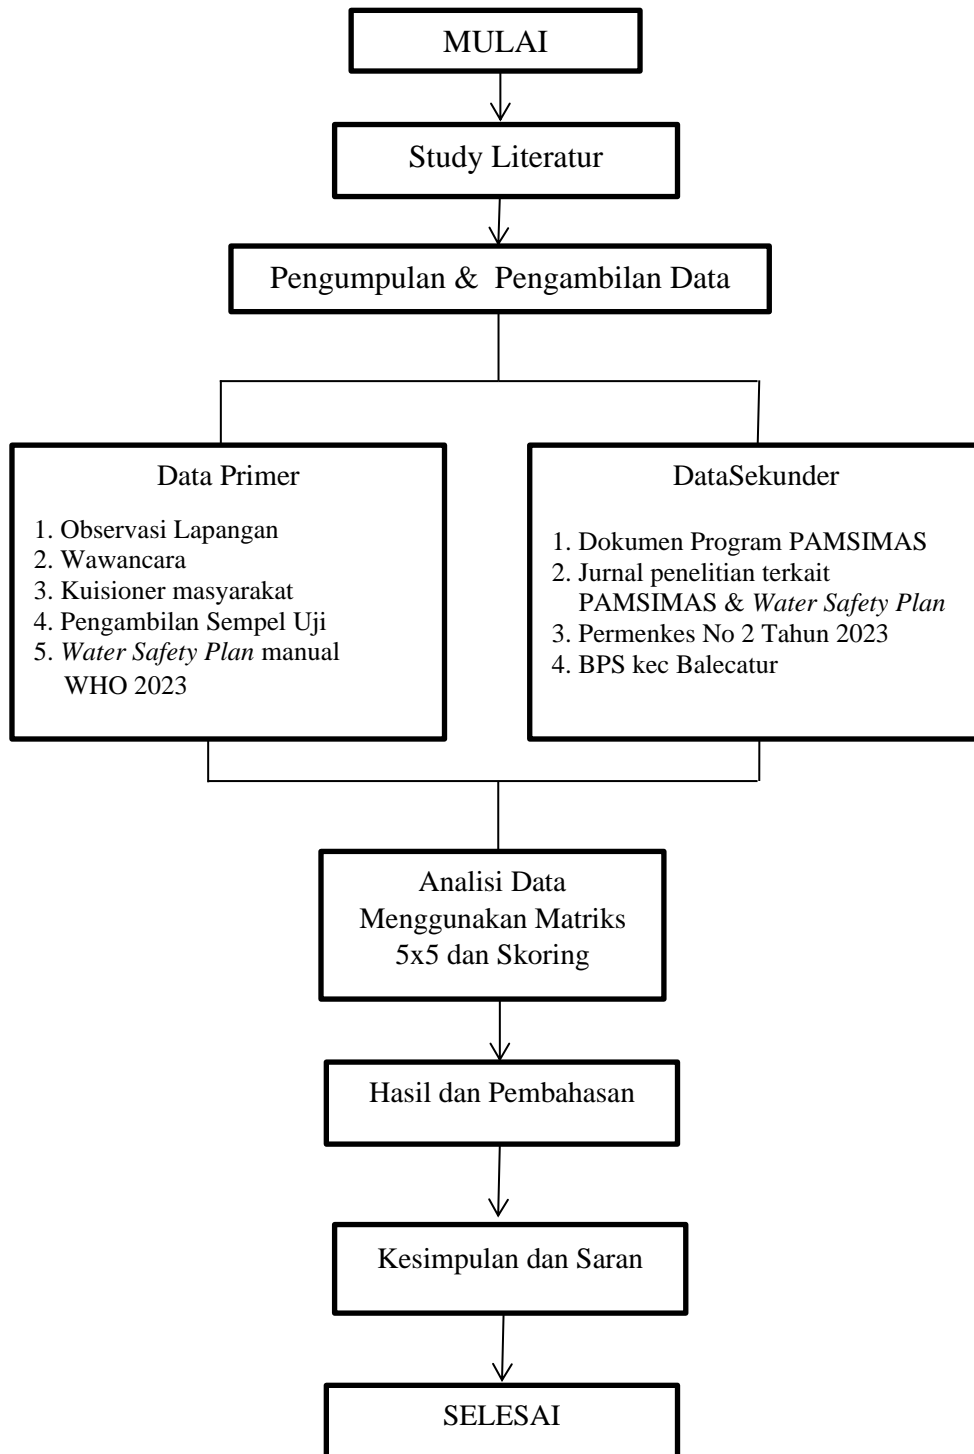 MULAI
Study Literatur
Pengumpulan & Pengambilan Data
Data Primer
1. Observasi Lapangan
2. Wawancara
3. Kuisioner masyarakat
4. Pengambilan Sempel Uji
5. Water Safety Plan manual
WHO 2023
DataSekunder
1. Dokumen Program PAMSIMAS
2. Jurnal penelitian terkait
PAMSIMAS & Water Safety Plan
3. Permenkes No 2 Tahun 2023
4. BPS kec Balecatur
Analisi Data
Menggunakan Matriks
5x5 dan Skoring
Hasil dan Pembahasan
Kesimpulan dan Saran
SELESAI